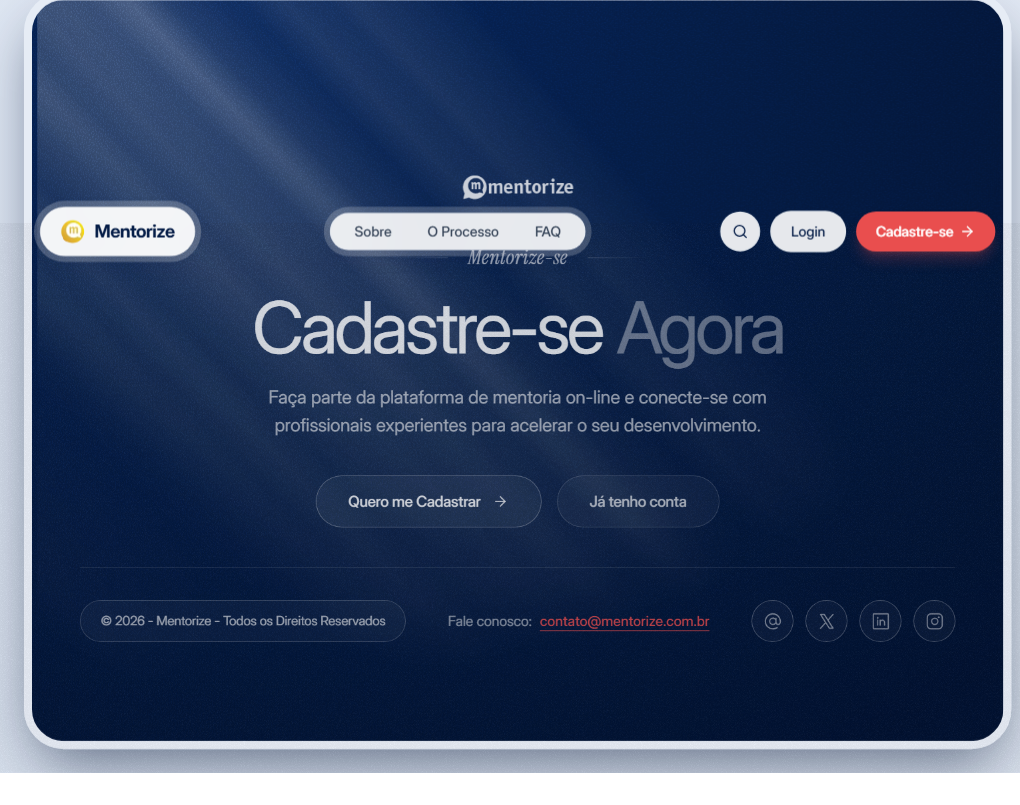 mentorize
Mentorize
Sobre O Processo FAQ
Login
Cadastre-se
Mentorize-se
Cadastre-se Agora
Faça parte da plataforma de mentoria on-line e conecte-se com
profissionais experientes para acelerar o seu desenvolvimento.
Quero me Cadastrar
Já tenho conta
© 2026 - Mentorize - Todos os Direitos Reservados
Fale conosco: contato@mentorize.com.br